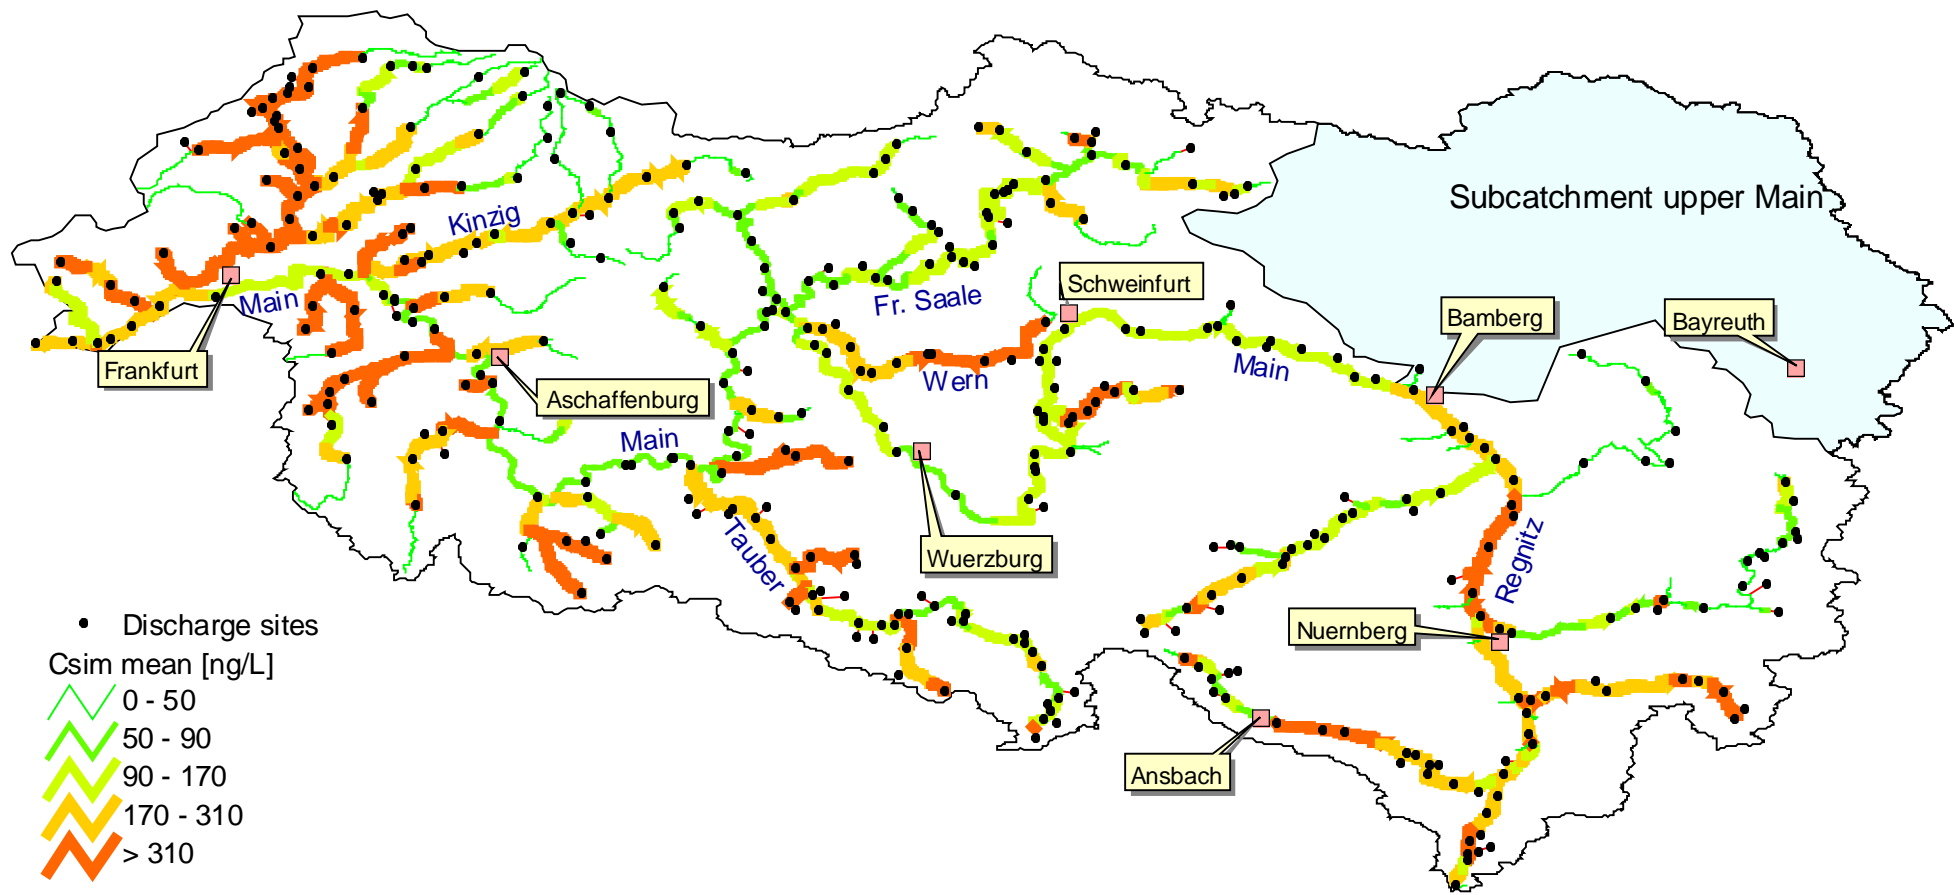 Subcatchment upper Main
Kinzig
Main
Fr. Saale
Schweinfurt
Bamberg
Bayreuth
Frankfurt
Aschaffenburg
Wern
Main
Main
Wuerzburg
Tauber
Regnitz
Nuernberg
Ansbach
Discharge sites
Csim mean [ng/L]
0 - 50
50 - 90
90 - 170
170 - 310
> 310